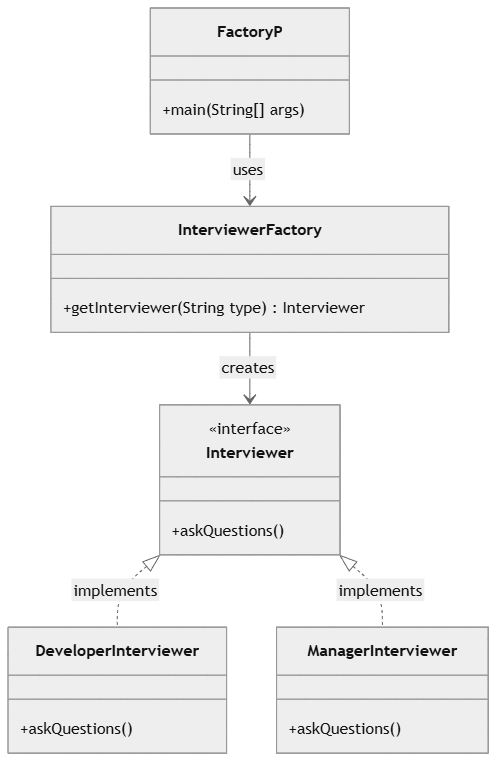 FactoryP
+main(String[] args)
uses
InterviewerFactory
+getInterviewer(String type) : Interviewer
creates
«interface»
Interviewer
+askQuestions()
implements
implements
DeveloperInterviewer
+askQuestions()
ManagerInterviewer
+askQuestions()